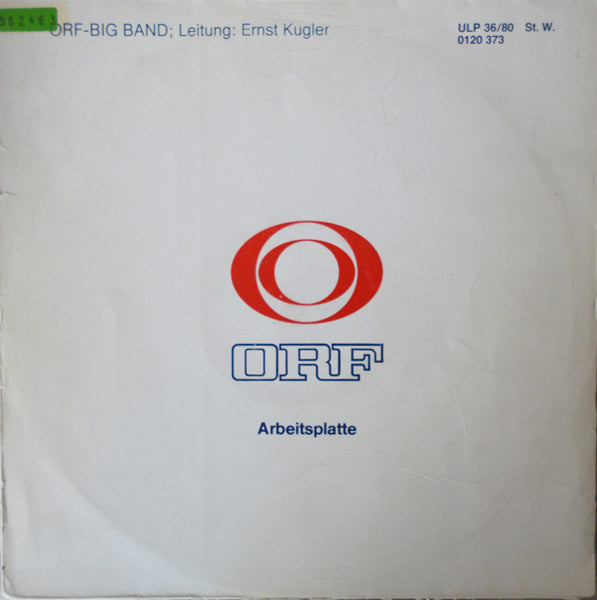 562463
ORF-BIG BAND; Leitung: Ernst Kugler
ULP 36/80 St. W.
0120 373
ORF
Arbeitsplatte